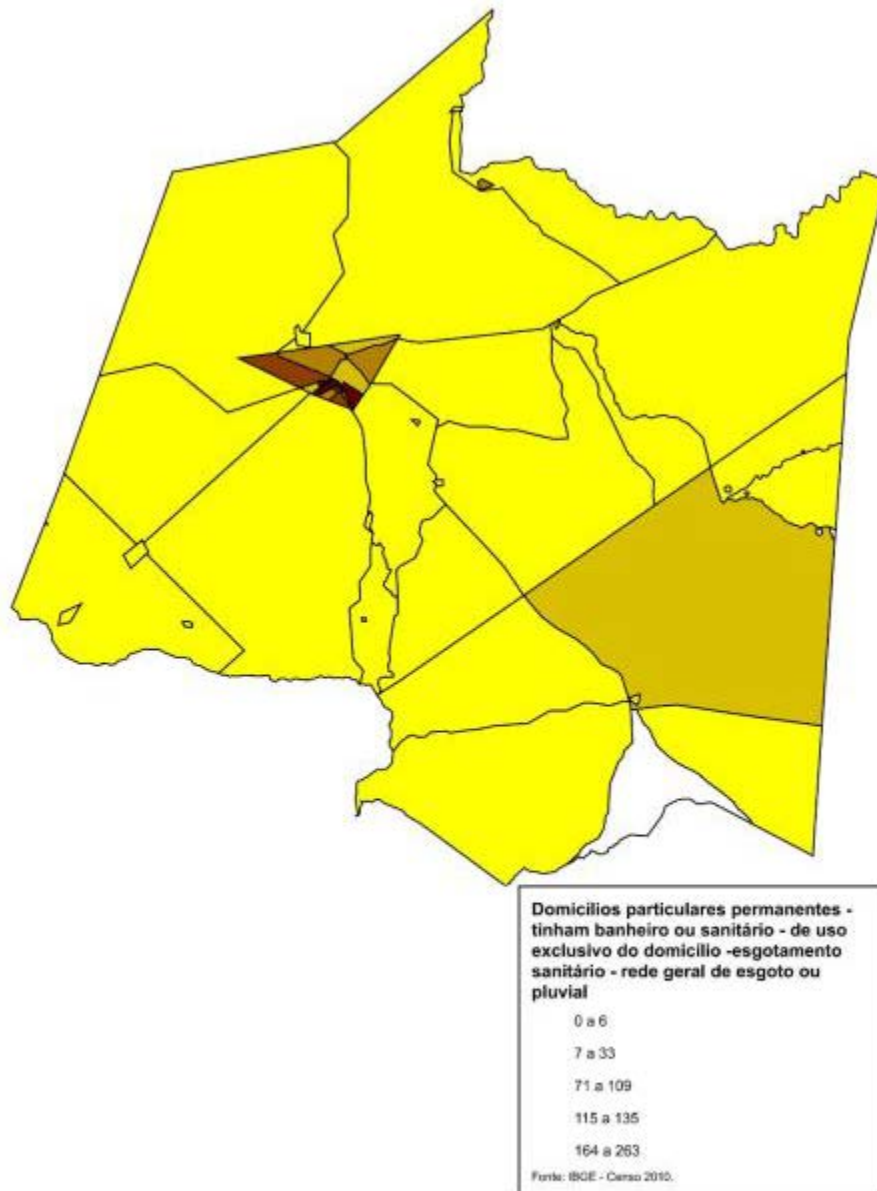 Domicílios particulares permanentes -
tinham banheiro ou sanitário - de uso
exclusivo do domicílio -esgotamento
sanitário - rede geral de esgoto ou
pluvial
0 a 6
7 a 33
71 a 109
115 a 135
164 a 263
Fonte: IBGE - Censo 2010.